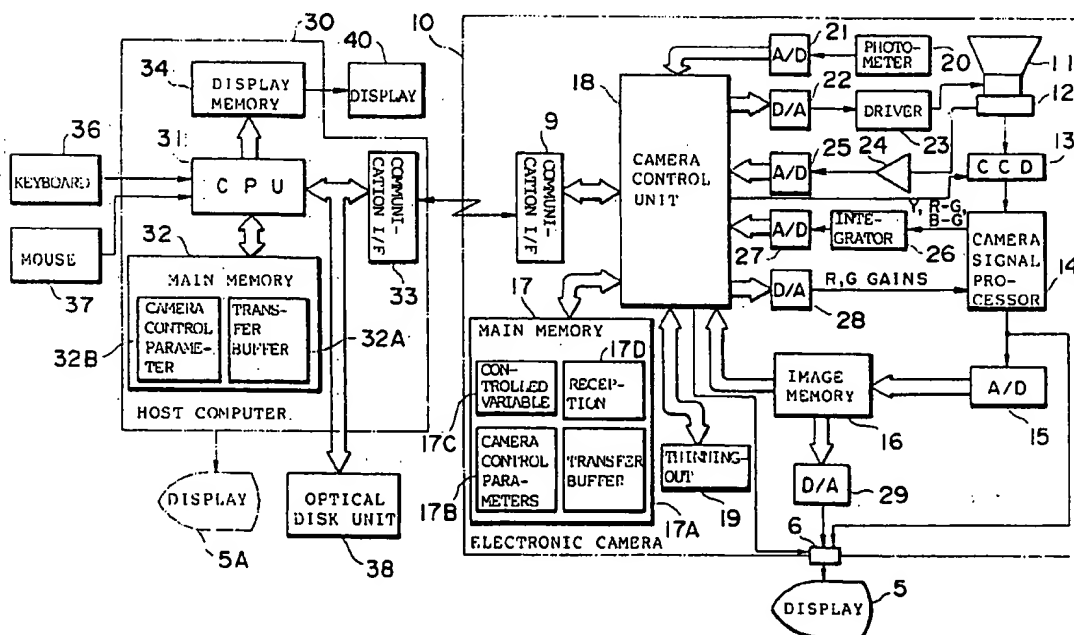 30
40
10
34
DISPLAY
MEMORY
DISPLAY
36
31
KEYBOARD
CPU
MOUSE
37
32
MAIN MEMORY
CAMERA
CONTROL
PARAME-
TER
TRANS-
FER
BUFFER
32B
32A
HOST COMPUTER
COMMUNI-
CATION I/F
33
DISPLAY
5A
OPTICAL
DISK UNIT
38
9
COMMUNI-
CATION I/F
18
CAMERA
CONTROL
UNIT
21
A/D
PHOTO-
METER
20
11
22
D/A
DRIVER
23
12
25
A/D
24
13
CCD
Y, R-G,
B-G
A/D
27
INTE-
GRATOR
26
CAMERA
SIGNAL
PRO-
CESSOR
14
D/A
28
R,G GAINS
17
MAIN MEMORY
17D
CON-
TROLLED
VARIABLE
RECEP-
TION
17C
CAMERA
CONTROL
PARA-
METERS
TRANSFER
BUFFER
17B
17A
THINNING-
OUT
19
IMAGE
MEMORY
16
A/D
15
D/A
29
ELECTRONIC CAMERA
6
5
DISPLAY